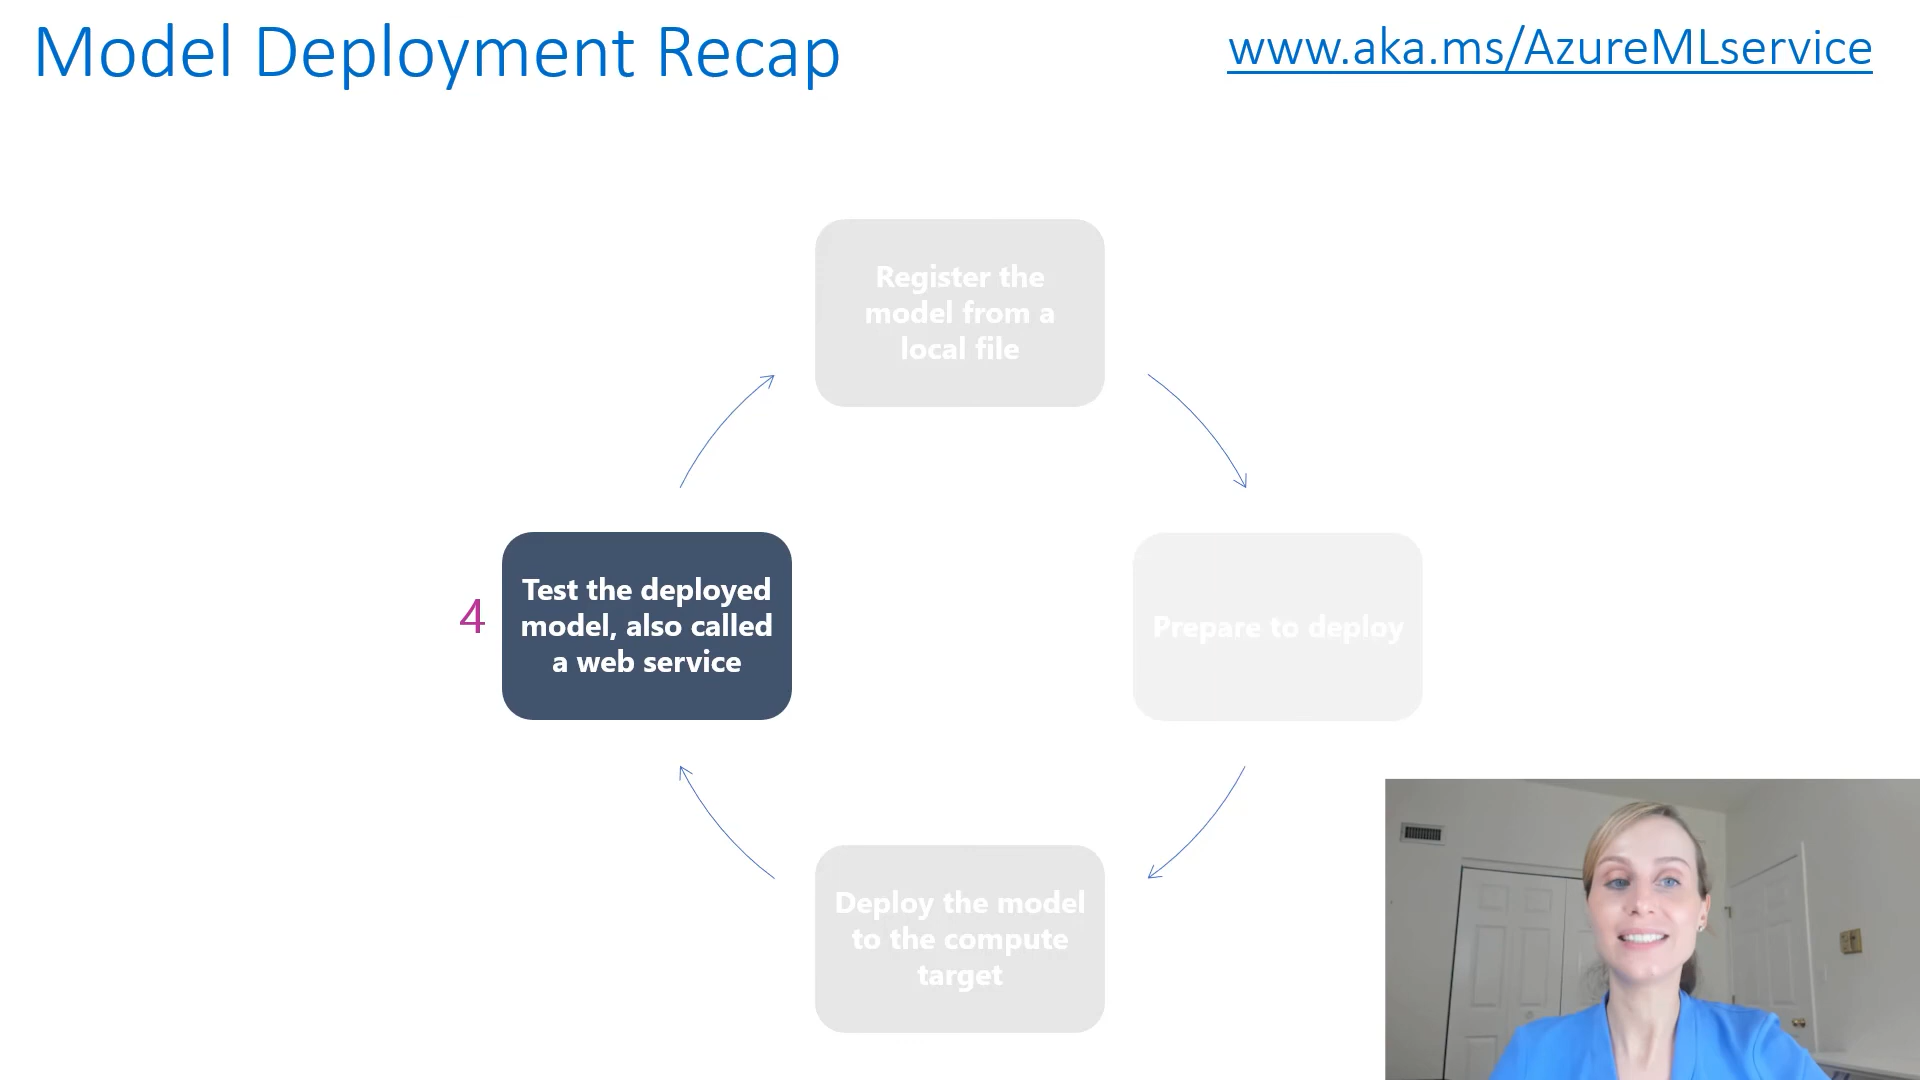 Model Deployment Recap
www.aka.ms/AzureMLservice
Register the
model from a
local file
4
Test the deployed
model, also called
a web service
Prepare to deploy
Deploy the model
to the compute
target